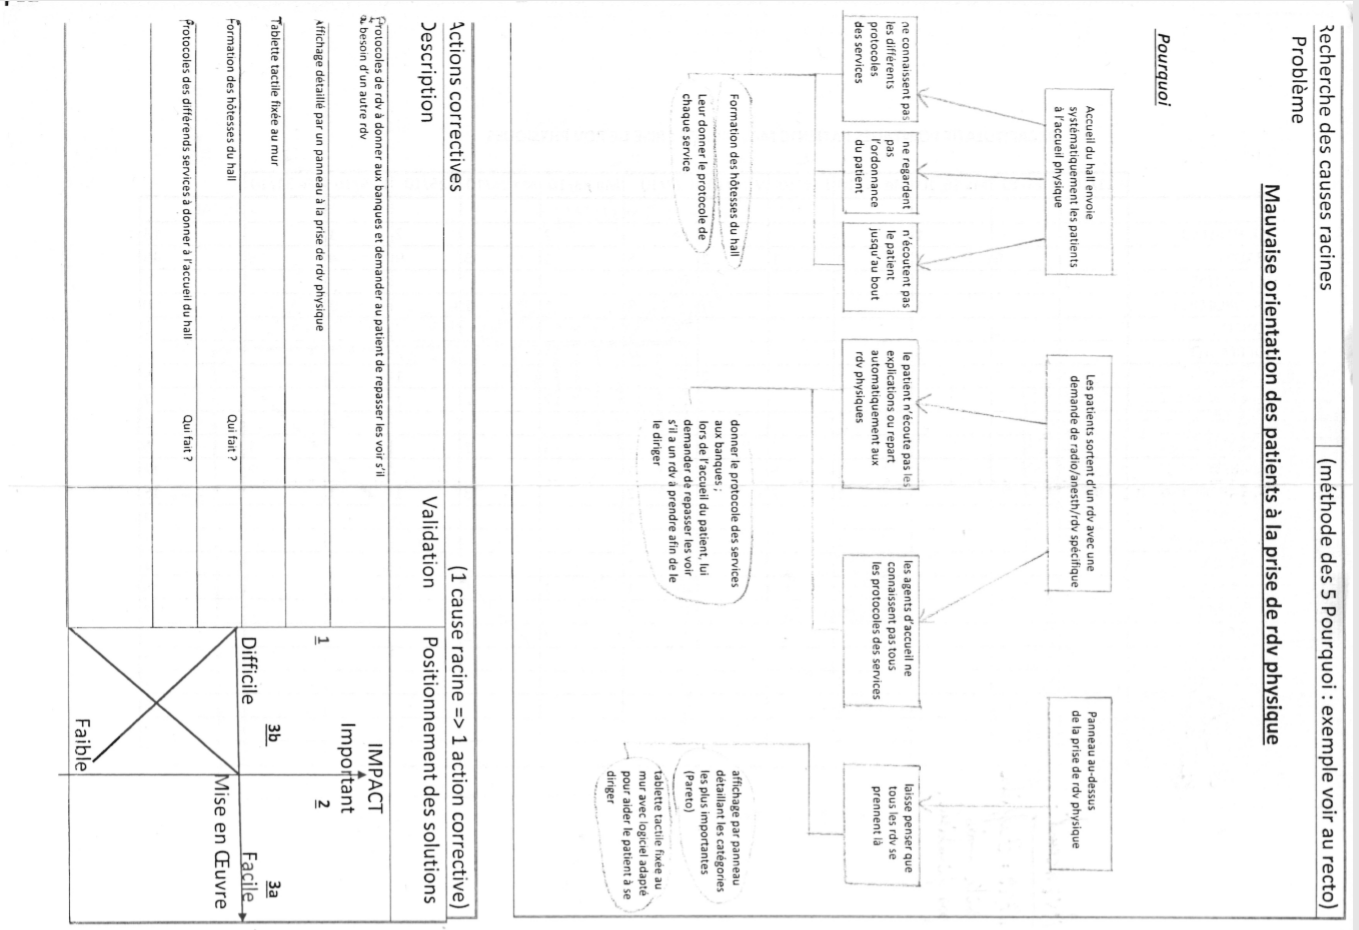 Recherche des causes racines (méthode des 5 Pourquoi : exemple voir au recto)
Problème
Mauvaise orientation des patients à la prise de rdv physique
Pourquoi
Accueil du hall envoie
systématiquement les patients
à l'accueil physique
Les patients sortent d'un rdv avec une
demande de radio/anesth/rdv spécifique
Panneau au-dessus
de la prise de rdv physique
ne connaissent pas
les différents
protocoles
des services
ne regardent
pas
l'ordonnance
du patient
n'écoutent pas
le patient
jusqu'au bout
le patient n'écoute pas les
explications ou repart
automatiquement aux
rdv physiques
les agents d'accueil ne
connaissent pas tous
les protocoles des services
laisse penser que
tous les rdv se
prennent là
Formation des hôtesses du hall
Leur donner le protocole de
chaque service
donner le protocole des services
aux banques ;
lors de l'accueil du patient, lui
demander de repasser les voir
s'il a un rdv à prendre afin de le
le diriger
affichage par panneau
détaillant les catégories
les plus importantes
(Pareto)
tablette tactile fixée au
mur avec logiciel adapté
pour aider le patient à se
diriger
Actions correctives (1 cause racine => 1 action corrective)
Description Validation Positionnement des solutions
Protocoles de rdv à donner aux banques et demander au patient de repasser les voir s'il
a besoin d'un autre rdv
Affichage détaillé par un panneau à la prise de rdv physique
Tablette tactile fixée au mur
Formation des hôtesses du hall Qui fait ?
Protocoles des différends services à donner à l'accueil du hall Qui fait ?
IMPACT
Important
1 2
3b 3a
Difficile Facile
Mise en Œuvre
Faible